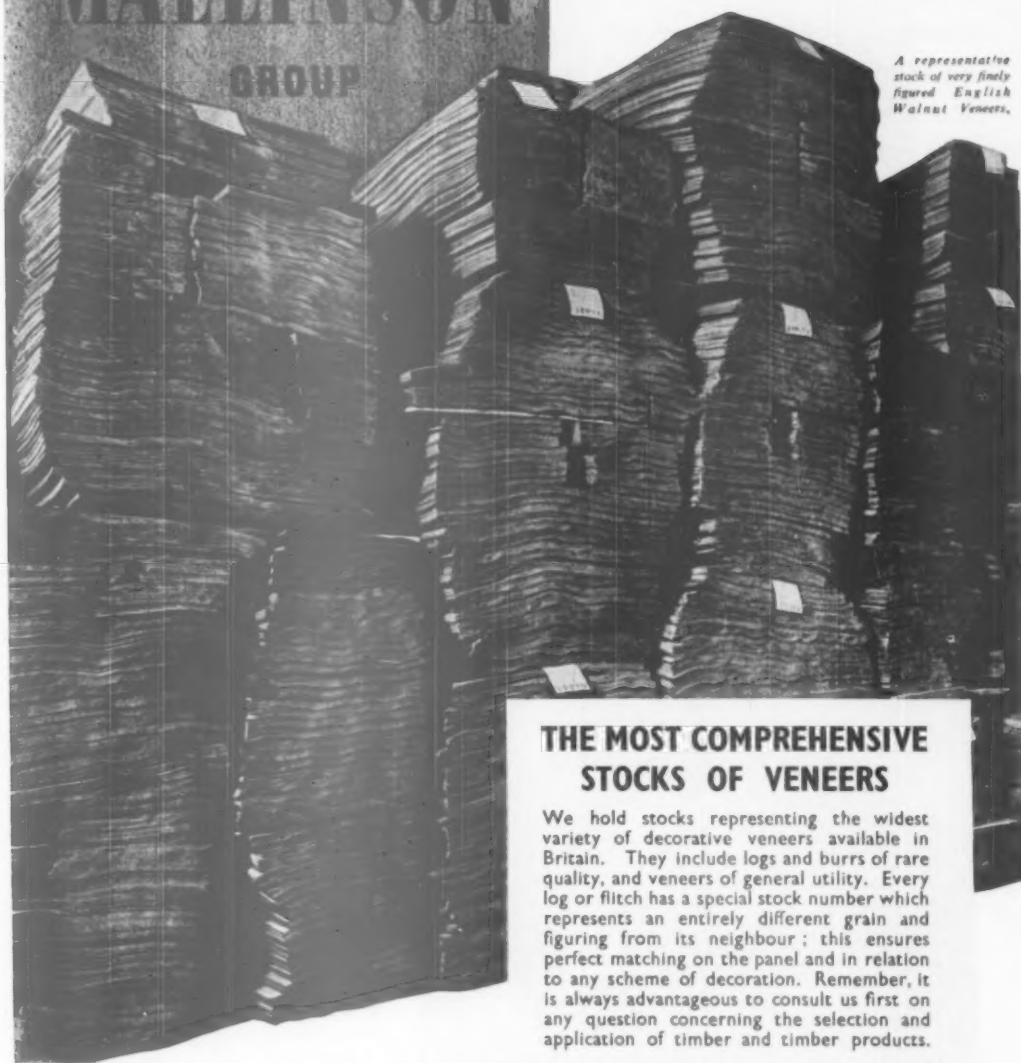 MALLINSON
GROUP
A representative
stock of very finely
figured English
Walnut Veneers.
THE MOST COMPREHENSIVE
STOCKS OF VENEERS
We hold stocks representing the widest
variety of decorative veneers available in
Britain. They include logs and burrs of rare
quality, and veneers of general utility. Every
log or flitch has a special stock number which
represents an entirely different grain and
figuring from its neighbour ; this ensures
perfect matching on the panel and in relation
to any scheme of decoration. Remember, it
is always advantageous to consult us first on
any question concerning the selection and
application of timber and timber products.